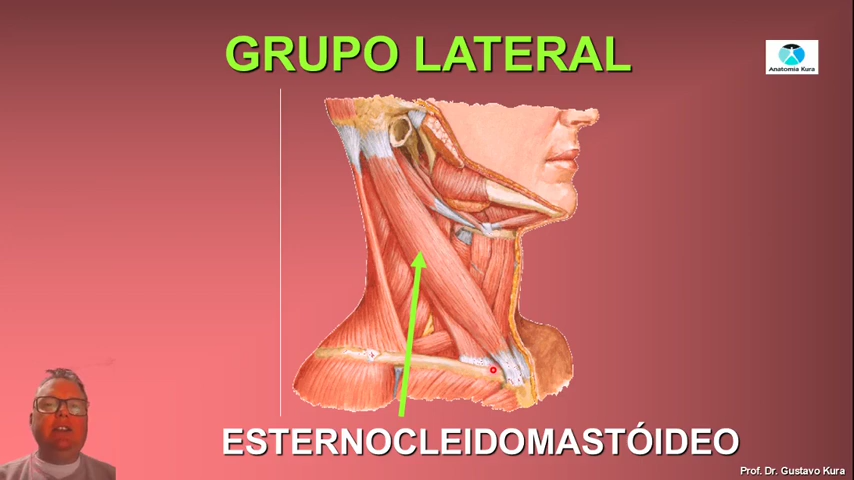 GRUPO LATERAL
Anatomia Kura
ESTERNOCLEIDOMASTÓIDEO
Prof. Dr. Gustavo Kura